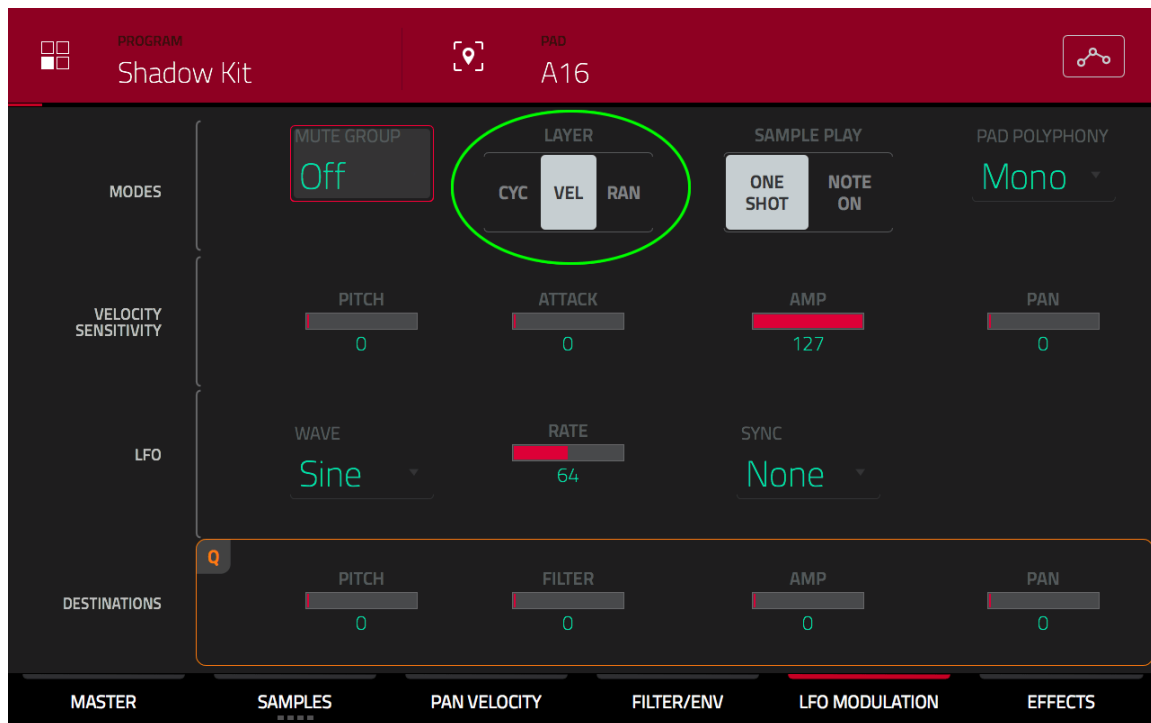 PROGRAM
Shadow Kit
PAD
A16
MODES
MUTE GROUP
Off
LAYER
CYC VEL RAN
SAMPLE PLAY
ONE SHOT
NOTE ON
PAD POLYPHONY
Mono
VELOCITY
SENSITIVITY
PITCH
0
ATTACK
0
AMP
127
PAN
0
LFO
WAVE
Sine
RATE
64
SYNC
None
Q
DESTINATIONS
PITCH
0
FILTER
0
AMP
0
PAN
0
MASTER SAMPLES PAN VELOCITY FILTER/ENV LFO MODULATION EFFECTS